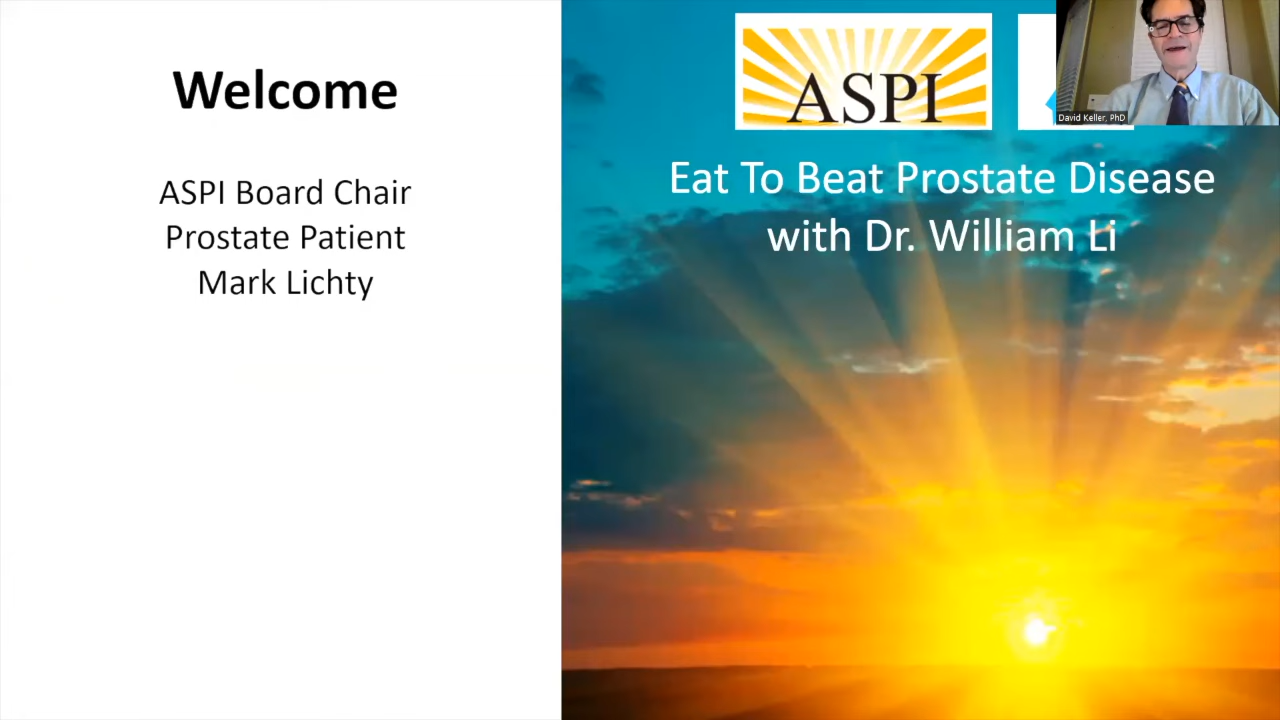 Welcome
ASPI Board Chair
Prostate Patient
Mark Lichty
ASPI
Eat To Beat Prostate Disease
with Dr. William Li
David Keller, PhD